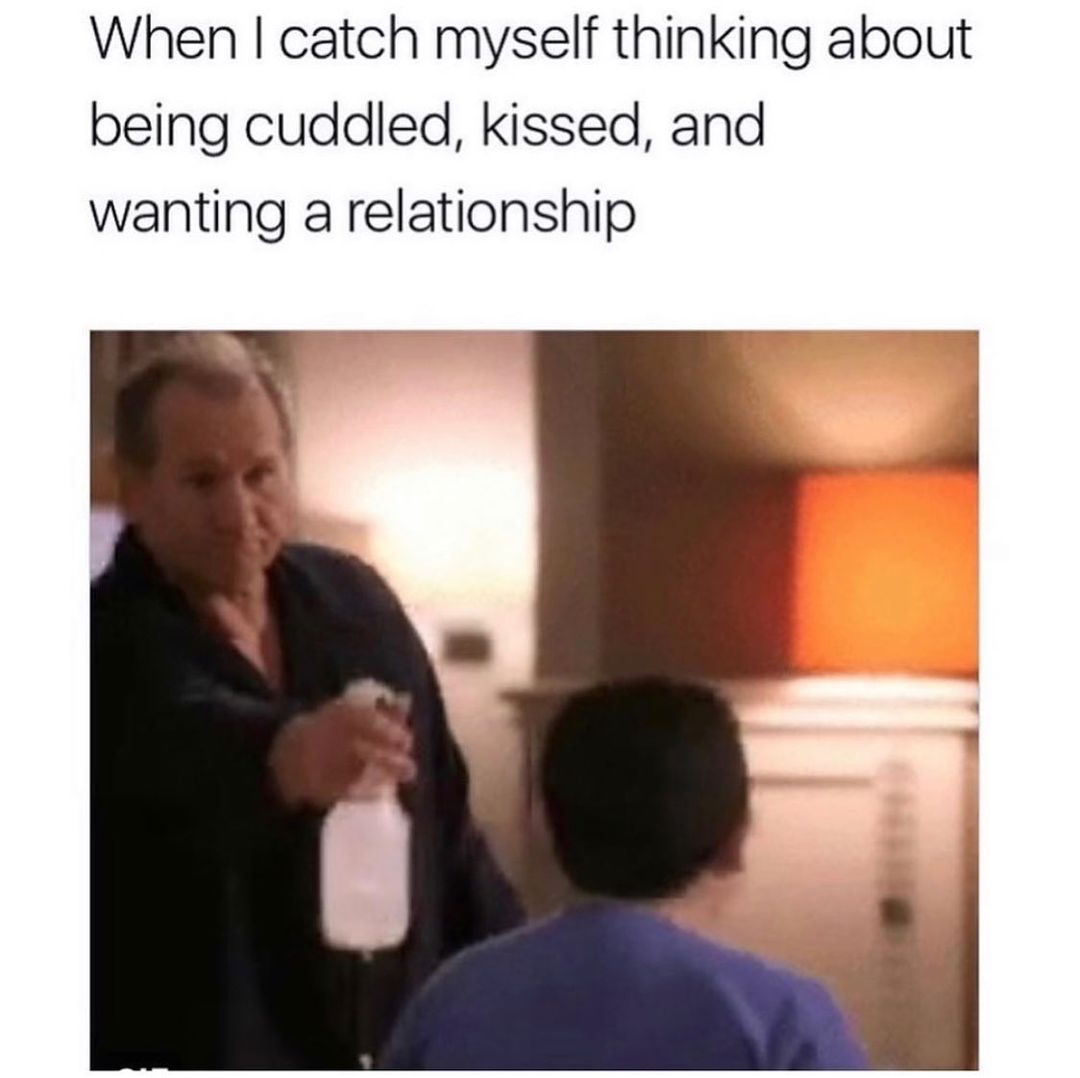 When I catch myself thinking about
being cuddled, kissed, and
wanting a relationship